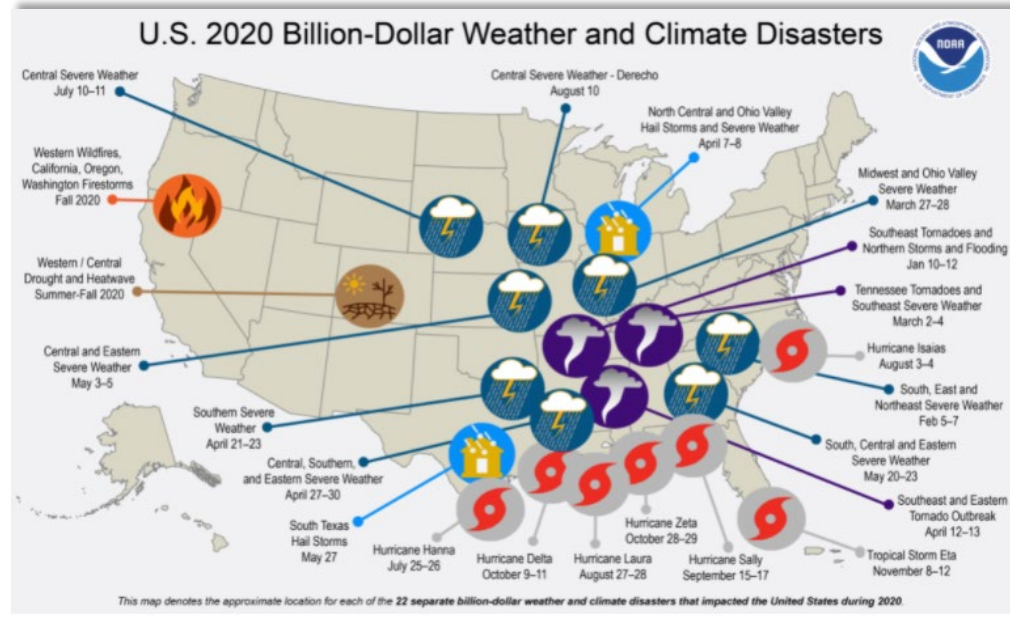 U.S. 2020 Billion-Dollar Weather and Climate Disasters
NOAA
Central Severe Weather
July 10–11
Central Severe Weather - Derecho
August 10
North Central and Ohio Valley
Hail Storms and Severe Weather
April 7–8
Western Wildfires,
California, Oregon,
Washington Firestorms
Fall 2020
Midwest and Ohio Valley
Severe Weather
March 27–28
Southeast Tornadoes and
Northern Storms and Flooding
Jan 10–12
Western / Central
Drought and Heatwave
Summer-Fall 2020
Tennessee Tornadoes and
Southeast Severe Weather
March 2–4
Central and Eastern
Severe Weather
May 3–5
Hurricane Isaias
August 3–4
South, East and
Northeast Severe Weather
Feb 5–7
Southern Severe
Weather
April 21–23
South, Central and Eastern
Severe Weather
May 20–23
Central, Southern,
and Eastern Severe Weather
April 27–30
Southeast and Eastern
Tornado Outbreak
April 12–13
South Texas
Hail Storms
May 27
Hurricane Hanna
July 25–26
Hurricane Delta
October 9–11
Hurricane Laura
August 27–28
Hurricane Zeta
October 28–29
Hurricane Sally
September 15–17
Tropical Storm Eta
November 8–12
This map denotes the approximate location for each of the 22 separate billion-dollar weather and climate disasters that impacted the United States during 2020.